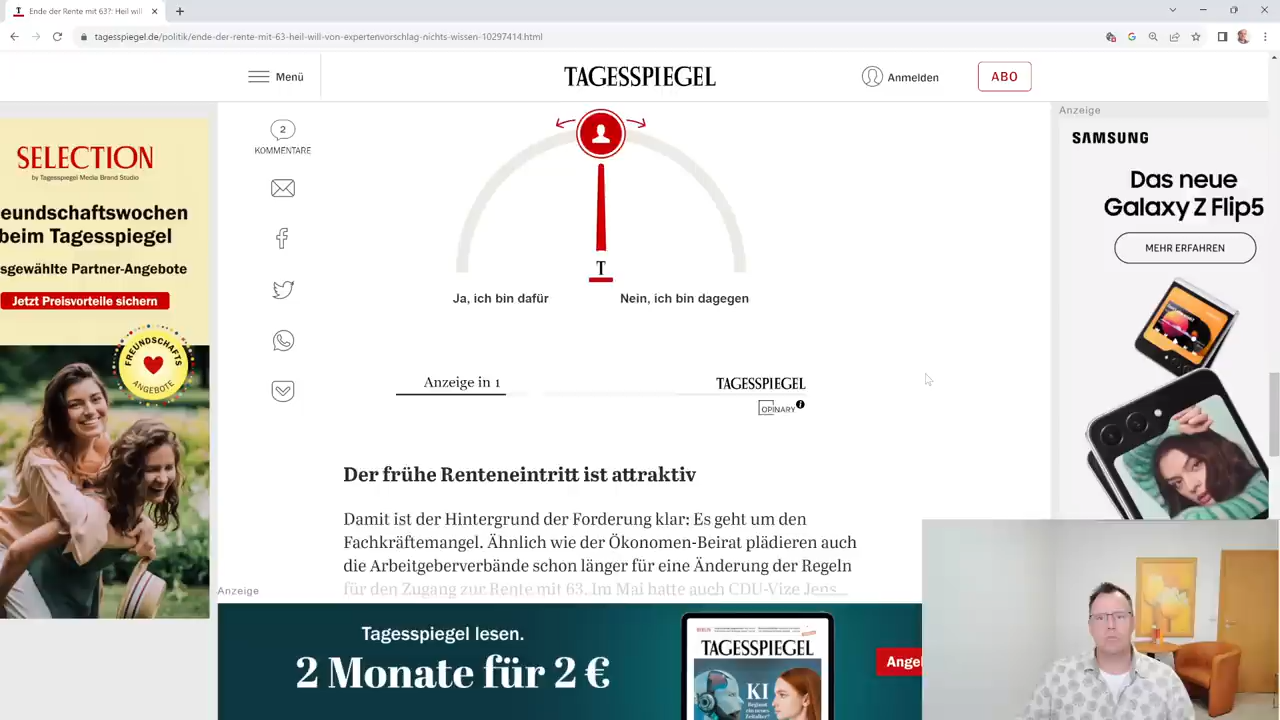 Ende der Rente mit 63?: Heil will
tagesspiegel.de/politik/ende-der-rente-mit-63-heil-will-von-expertenvorschlag-nichts-wissen-10297414.html
Menü
TAGESSPIEGEL
Anmelden
ABO
2
KOMMENTARE
T
Ja, ich bin dafür
Nein, ich bin dagegen
Anzeige in 1
TAGESSPIEGEL
OPINARY
Der frühe Renteneintritt ist attraktiv
Damit ist der Hintergrund der Forderung klar: Es geht um den
Fachkräftemangel. Ähnlich wie der Ökonomen-Beirat plädieren auch
die Arbeitgeberverbände schon länger für eine Änderung der Regeln
für den Zugang zur Rente mit 63. Im Mai hatte auch CDU-Vize Jens
SELECTION
by Tagesspiegel Media Brand Studio
eundschaftswochen
beim Tagesspiegel
sgewählte Partner-Angebote
Jetzt Preisvorteile sichern
FREUNDSCHAFTS
ANGEBOTE
Anzeige
SAMSUNG
Das neue
Galaxy Z Flip5
MEHR ERFAHREN
Anzeige
Tagesspiegel lesen.
2 Monate für 2 €
TAGESSPIEGEL
KI
Ange